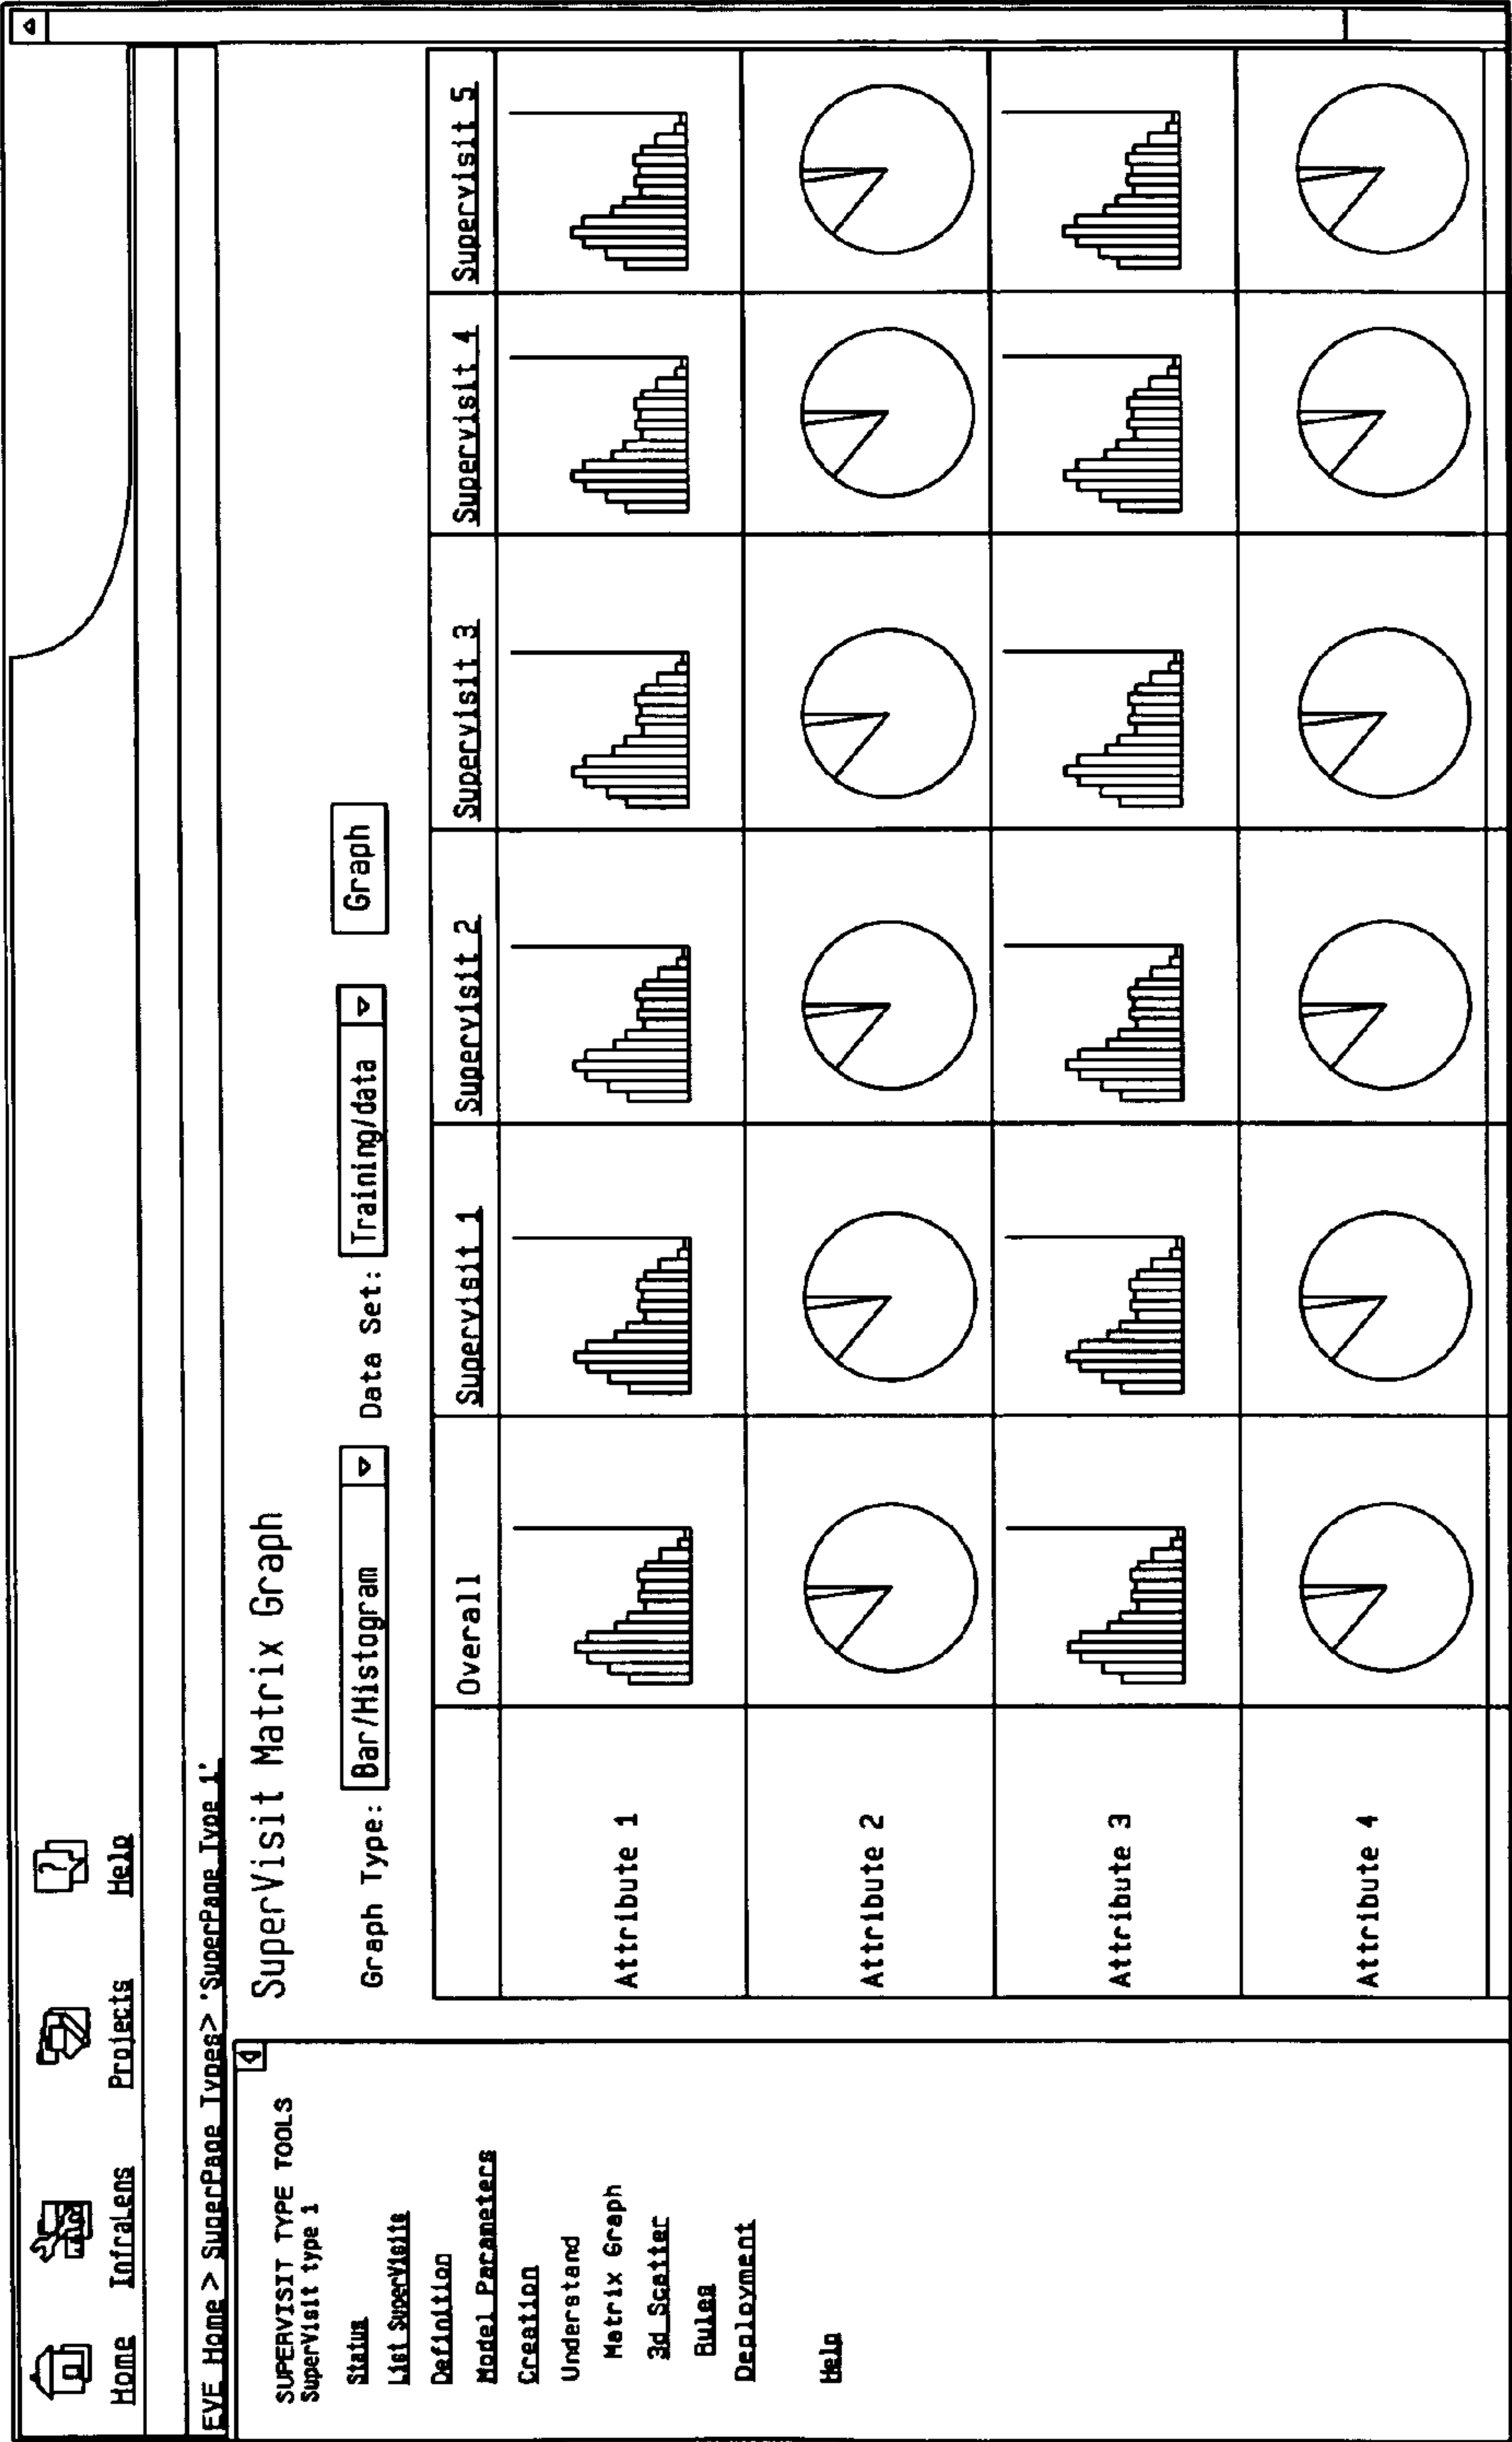 Home InfraLens Projects Help
EVE Home > SuperPage Types > 'SuperPage Type 1'
SUPERVISIT TYPE TOOLS
SuperVisit type 1
Status
List SuperVisits
Definition
Model Parameters
Creation
Understand
Matrix Graph
3d Scatter
Rules
Deployment
Help
SuperVisit Matrix Graph
Graph Type: Bar/Histogram Data Set: Training/data Graph
Overall Supervisit 1 Supervisit 2 Supervisit 3 Supervisit 4 Supervisit 5
Attribute 1
Attribute 2
Attribute 3
Attribute 4